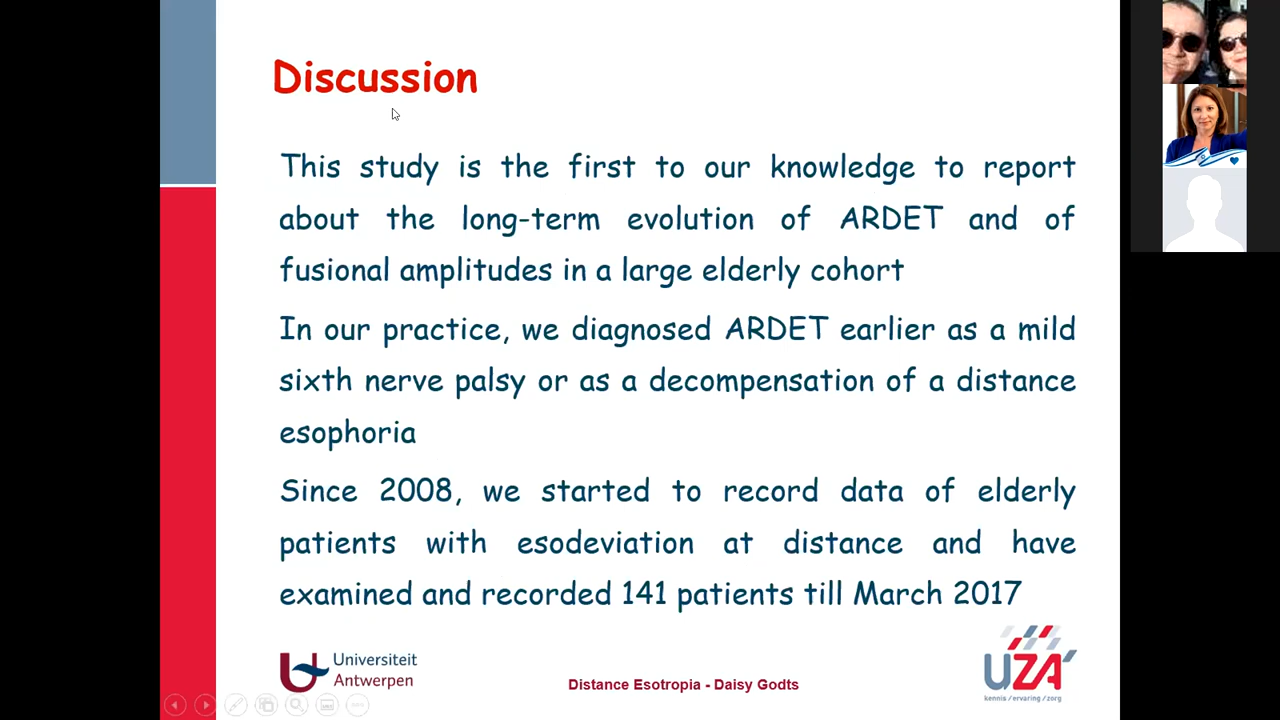 Discussion
This study is the first to our knowledge to report
about the long-term evolution of ARDET and of
fusional amplitudes in a large elderly cohort
In our practice, we diagnosed ARDET earlier as a mild
sixth nerve palsy or as a decompensation of a distance
esophoria
Since 2008, we started to record data of elderly
patients with esodeviation at distance and have
examined and recorded 141 patients till March 2017
Universiteit
Antwerpen
Distance Esotropia - Daisy Godts
UZA
kennis / ervaring / zorg